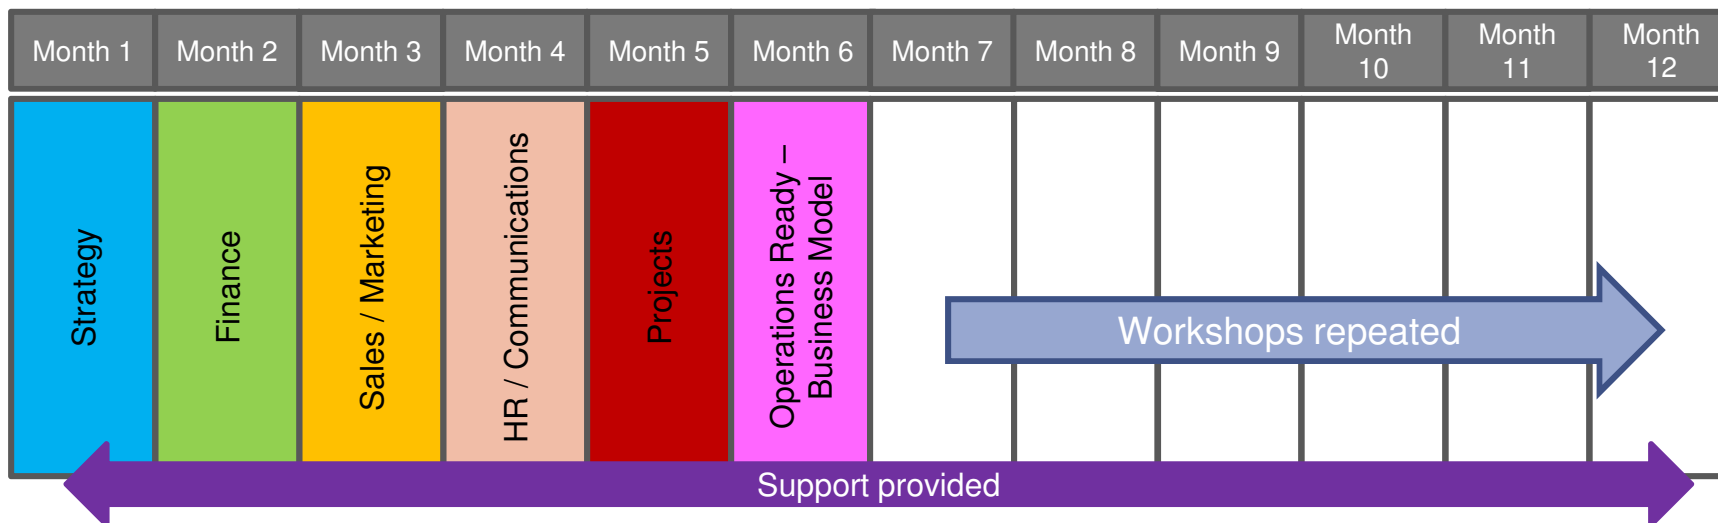 Month 1
Month 2
Month 3
Month 4
Month 5
Month 6
Month 7
Month 8
Month 9
Month
10
Month
11
Month
12
Strategy
Finance
Sales / Marketing
HR / Communications
Projects
Operations Ready –
Business Model
Workshops repeated
Support provided